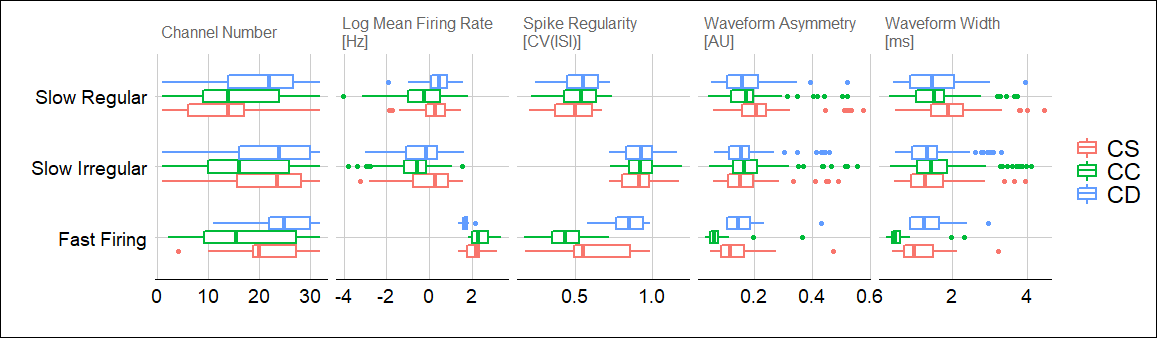 Channel Number
Log Mean Firing Rate
[Hz]
Spike Regularity
[CV(ISI)]
Waveform Asymmetry
[AU]
Waveform Width
[ms]
Slow Regular
Slow Irregular
Fast Firing
CS
CC
CD
0 10 20 30 -4 -2 0 2 0.5 1.0 0.2 0.4 0.6 2 4